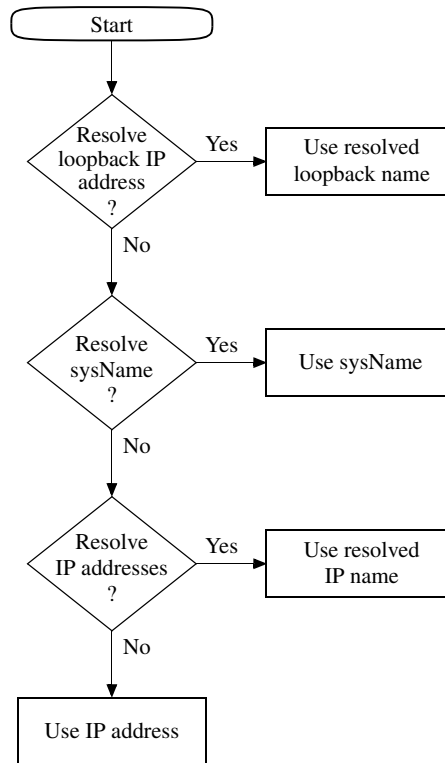 Start
Resolve
loopback IP
address
?
Yes
Use resolved
loopback name
No
Resolve
sysName
?
Yes
Use sysName
No
Resolve
IP addresses
?
Yes
Use resolved
IP name
No
Use IP address